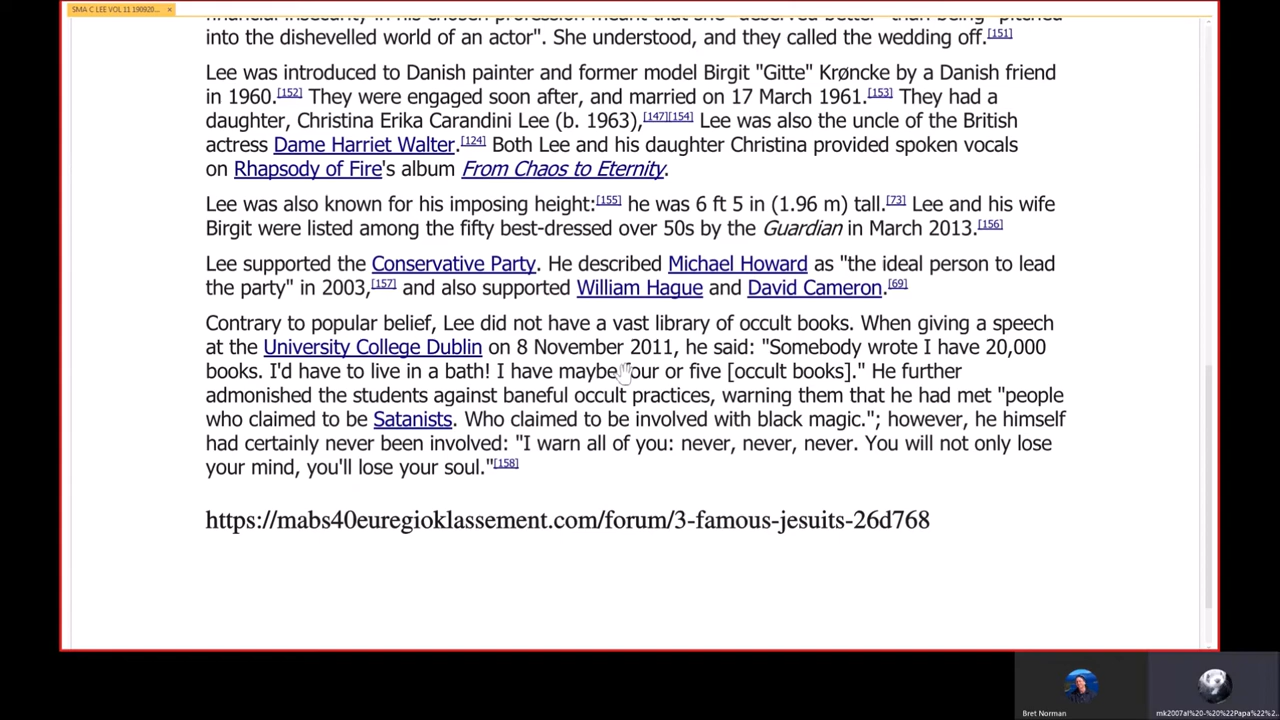 SMA C LEE VOL 11 190920...
into the dishevelled world of an actor". She understood, and they called the wedding off.[151]
Lee was introduced to Danish painter and former model Birgit "Gitte" Krøncke by a Danish friend
in 1960.[152] They were engaged soon after, and married on 17 March 1961.[153] They had a
daughter, Christina Erika Carandini Lee (b. 1963),[147][154] Lee was also the uncle of the British
actress Dame Harriet Walter.[124] Both Lee and his daughter Christina provided spoken vocals
on Rhapsody of Fire's album From Chaos to Eternity.
Lee was also known for his imposing height:[155] he was 6 ft 5 in (1.96 m) tall.[73] Lee and his wife
Birgit were listed among the fifty best-dressed over 50s by the Guardian in March 2013.[156]
Lee supported the Conservative Party. He described Michael Howard as "the ideal person to lead
the party" in 2003,[157] and also supported William Hague and David Cameron.[69]
Contrary to popular belief, Lee did not have a vast library of occult books. When giving a speech
at the University College Dublin on 8 November 2011, he said: "Somebody wrote I have 20,000
books. I'd have to live in a bath! I have maybe four or five [occult books]." He further
admonished the students against baneful occult practices, warning them that he had met "people
who claimed to be Satanists. Who claimed to be involved with black magic."; however, he himself
had certainly never been involved: "I warn all of you: never, never, never. You will not only lose
your mind, you'll lose your soul."[158]
https://mabs40euregioklassement.com/forum/3-famous-jesuits-26d768
Bret Norman
mk2007al%20-%20%22Papa%22%2...